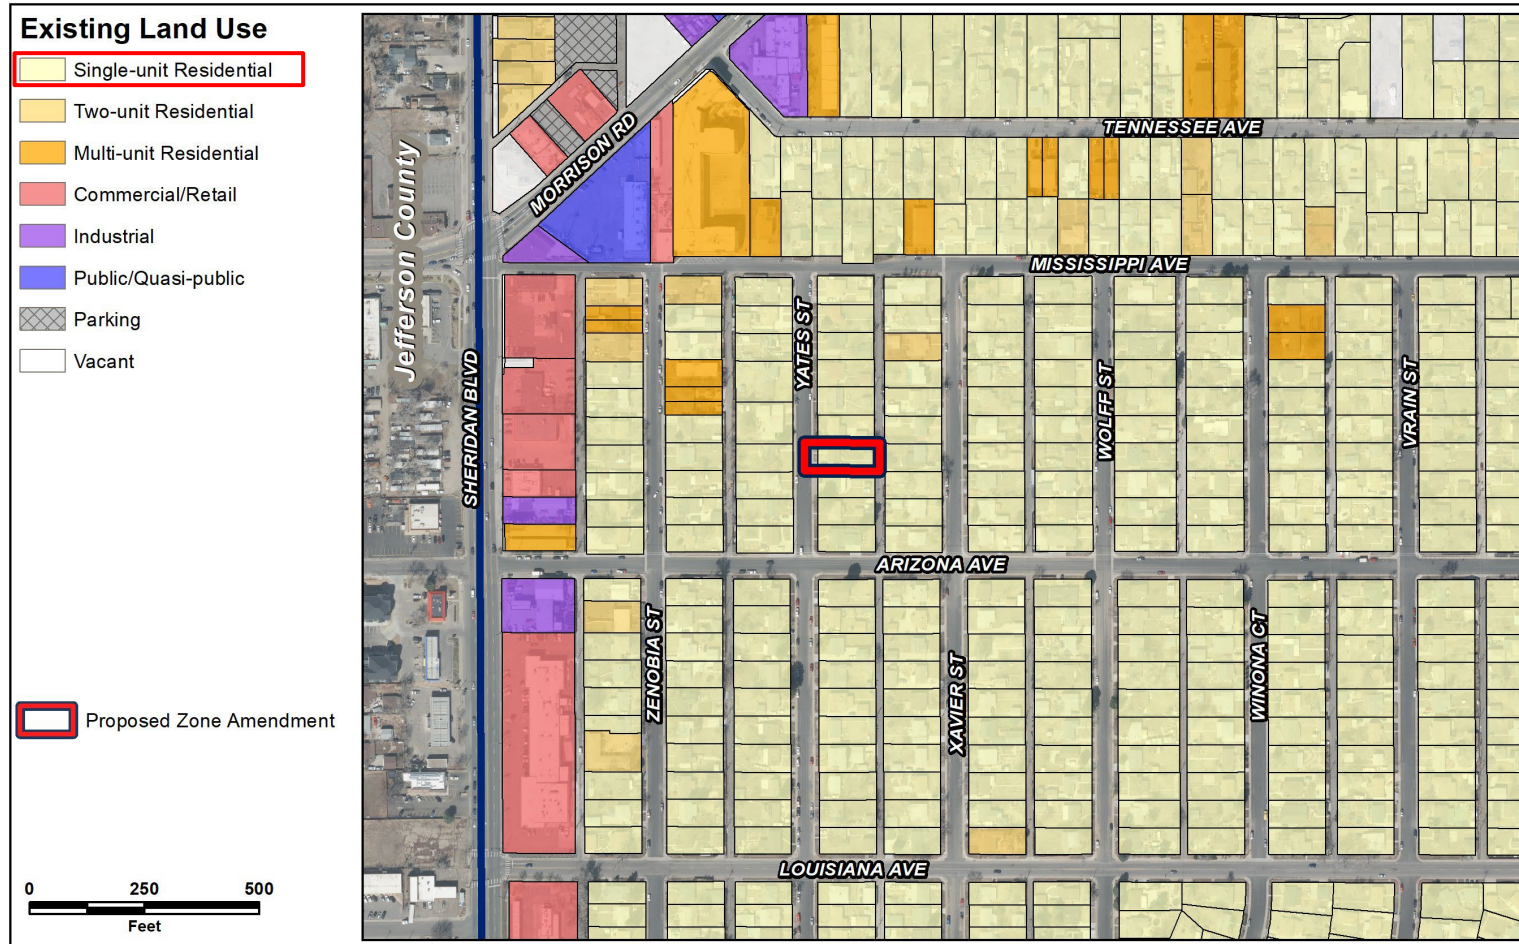 Existing Land Use
Single-unit Residential
Two-unit Residential
Multi-unit Residential
Commercial/Retail
Industrial
Public/Quasi-public
Parking
Vacant
Proposed Zone Amendment
0 250 500
Feet
Jefferson County
SHERIDAN BLVD
MORRISON RD
TENNESSEE AVE
MISSISSIPPI AVE
YATES ST
WOLFF ST
VRAIN ST
ARIZONA AVE
ZENOBIA ST
XAVIER ST
WINONA CT
LOUISIANA AVE